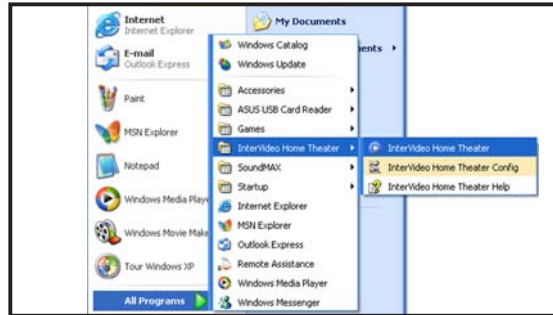 Internet
Internet Explorer
E-mail
Outlook Express
Paint
MSN Explorer
Notepad
Windows Media Playe
Windows Movie Make
Tour Windows XP
All Programs
My Documents
ments
Windows Catalog
Windows Update
Accessories
ASUS USB Card Reader
Games
InterVideo Home Theater
SoundMAX
Startup
Internet Explorer
MSN Explorer
Outlook Express
Remote Assistance
Windows Media Player
Windows Messenger
InterVideo Home Theater
InterVideo Home Theater Config
InterVideo Home Theater Help